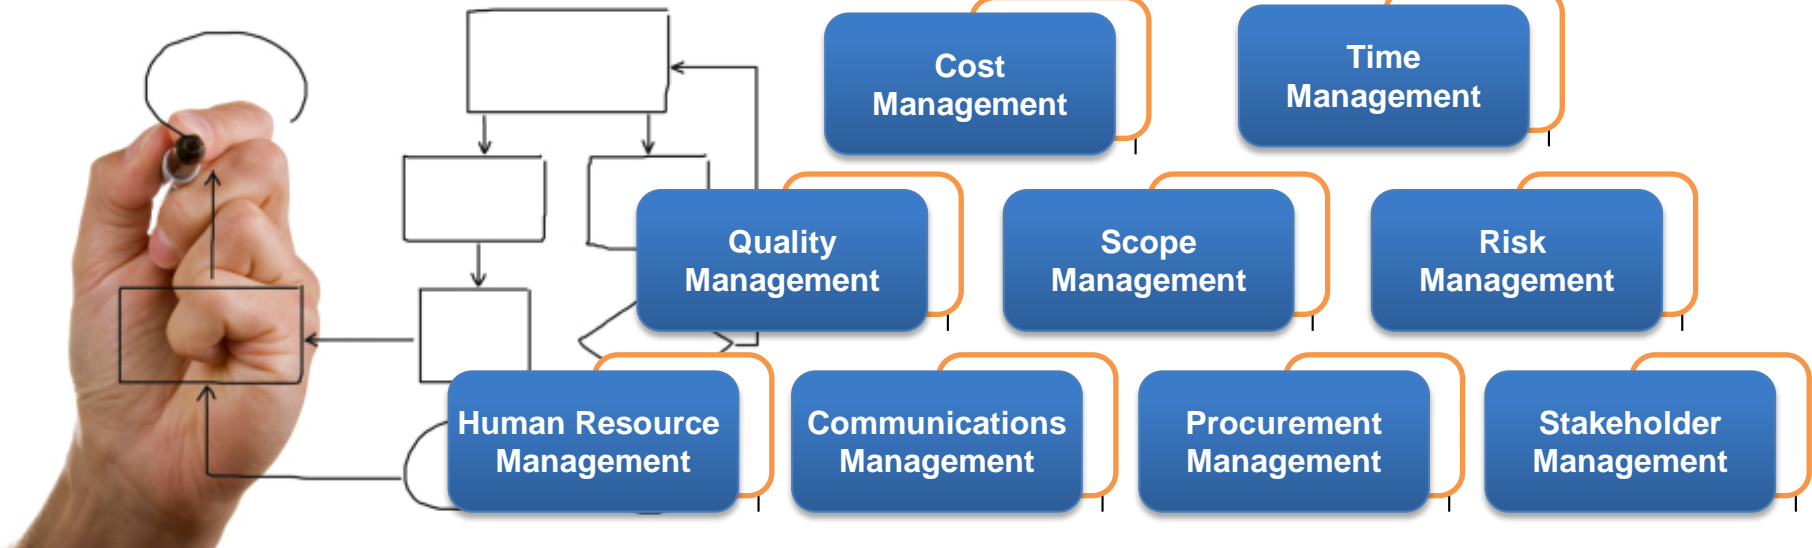 Cost
Management
Time
Management
Quality
Management
Scope
Management
Risk
Management
Human Resource
Management
Communications
Management
Procurement
Management
Stakeholder
Management